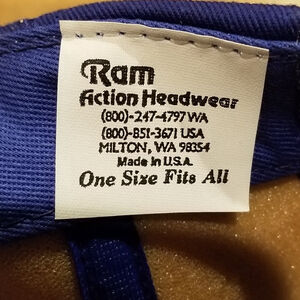 Ram
Action Headwear
(800)-247-4797 WA
(800)-851-3671 USA
MILTON, WA 98354
Made in U.S.A.
One Size Fits All